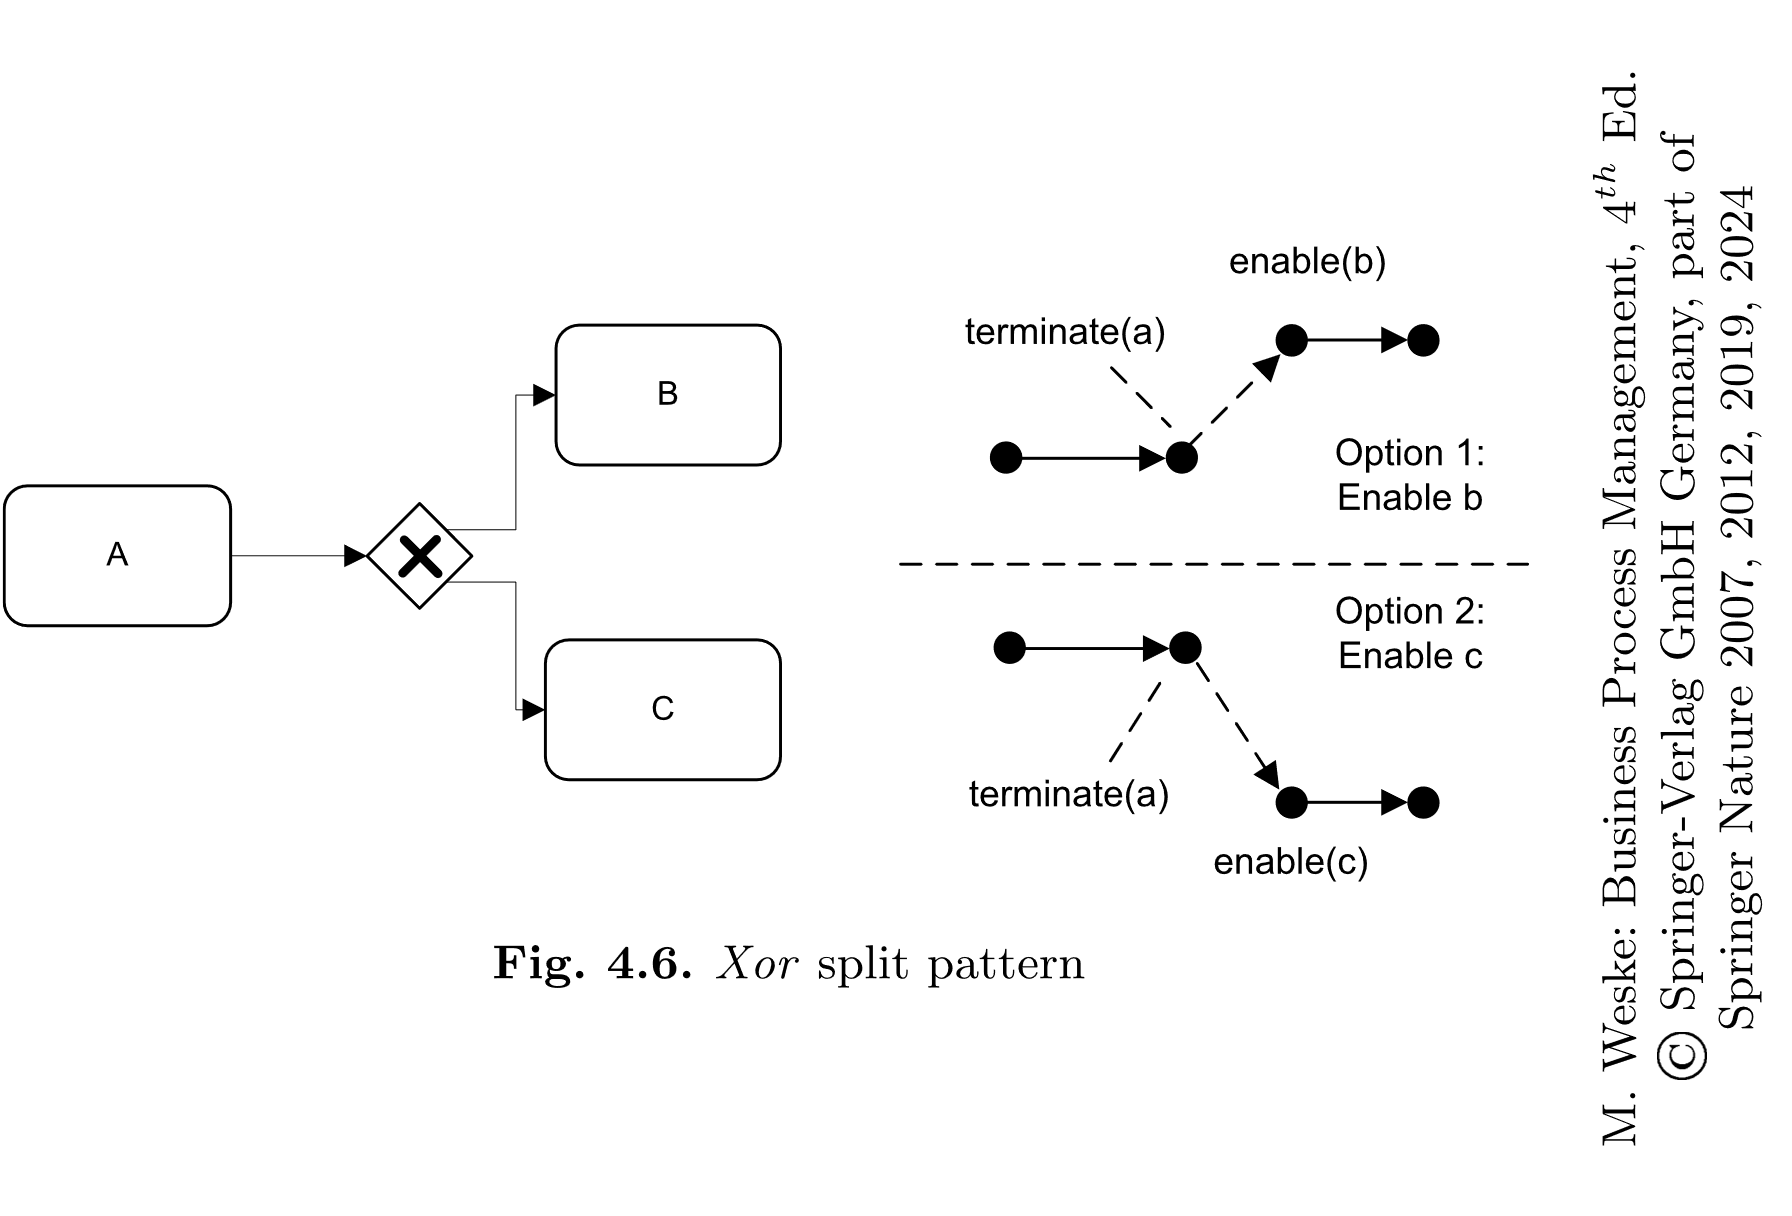 A
B
C
enable(b)
terminate(a)
Option 1:
Enable b
Option 2:
Enable c
terminate(a)
enable(c)
Fig. 4.6. Xor split pattern
M. Weske: Business Process Management, 4th Ed.
© Springer-Verlag GmbH Germany, part of
Springer Nature 2007, 2012, 2019, 2024